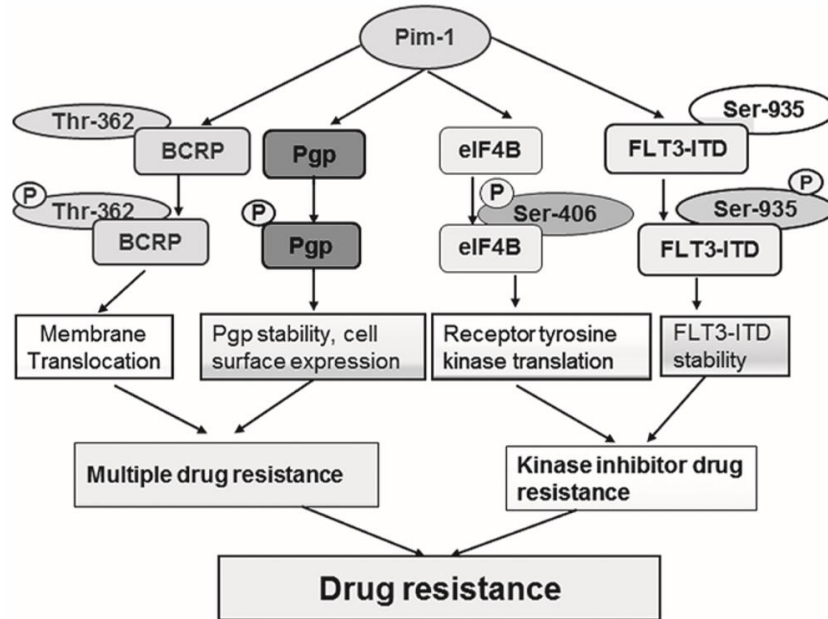 Pim-1
Thr-362
BCRP
Pgp
eIF4B
FLT3-ITD
Ser-935
P
Thr-362
BCRP
P
Pgp
P
Ser-406
eIF4B
P
Ser-935
FLT3-ITD
Membrane
Translocation
Pgp stability, cell
surface expression
Receptor tyrosine
kinase translation
FLT3-ITD
stability
Multiple drug resistance
Kinase inhibitor drug
resistance
Drug resistance